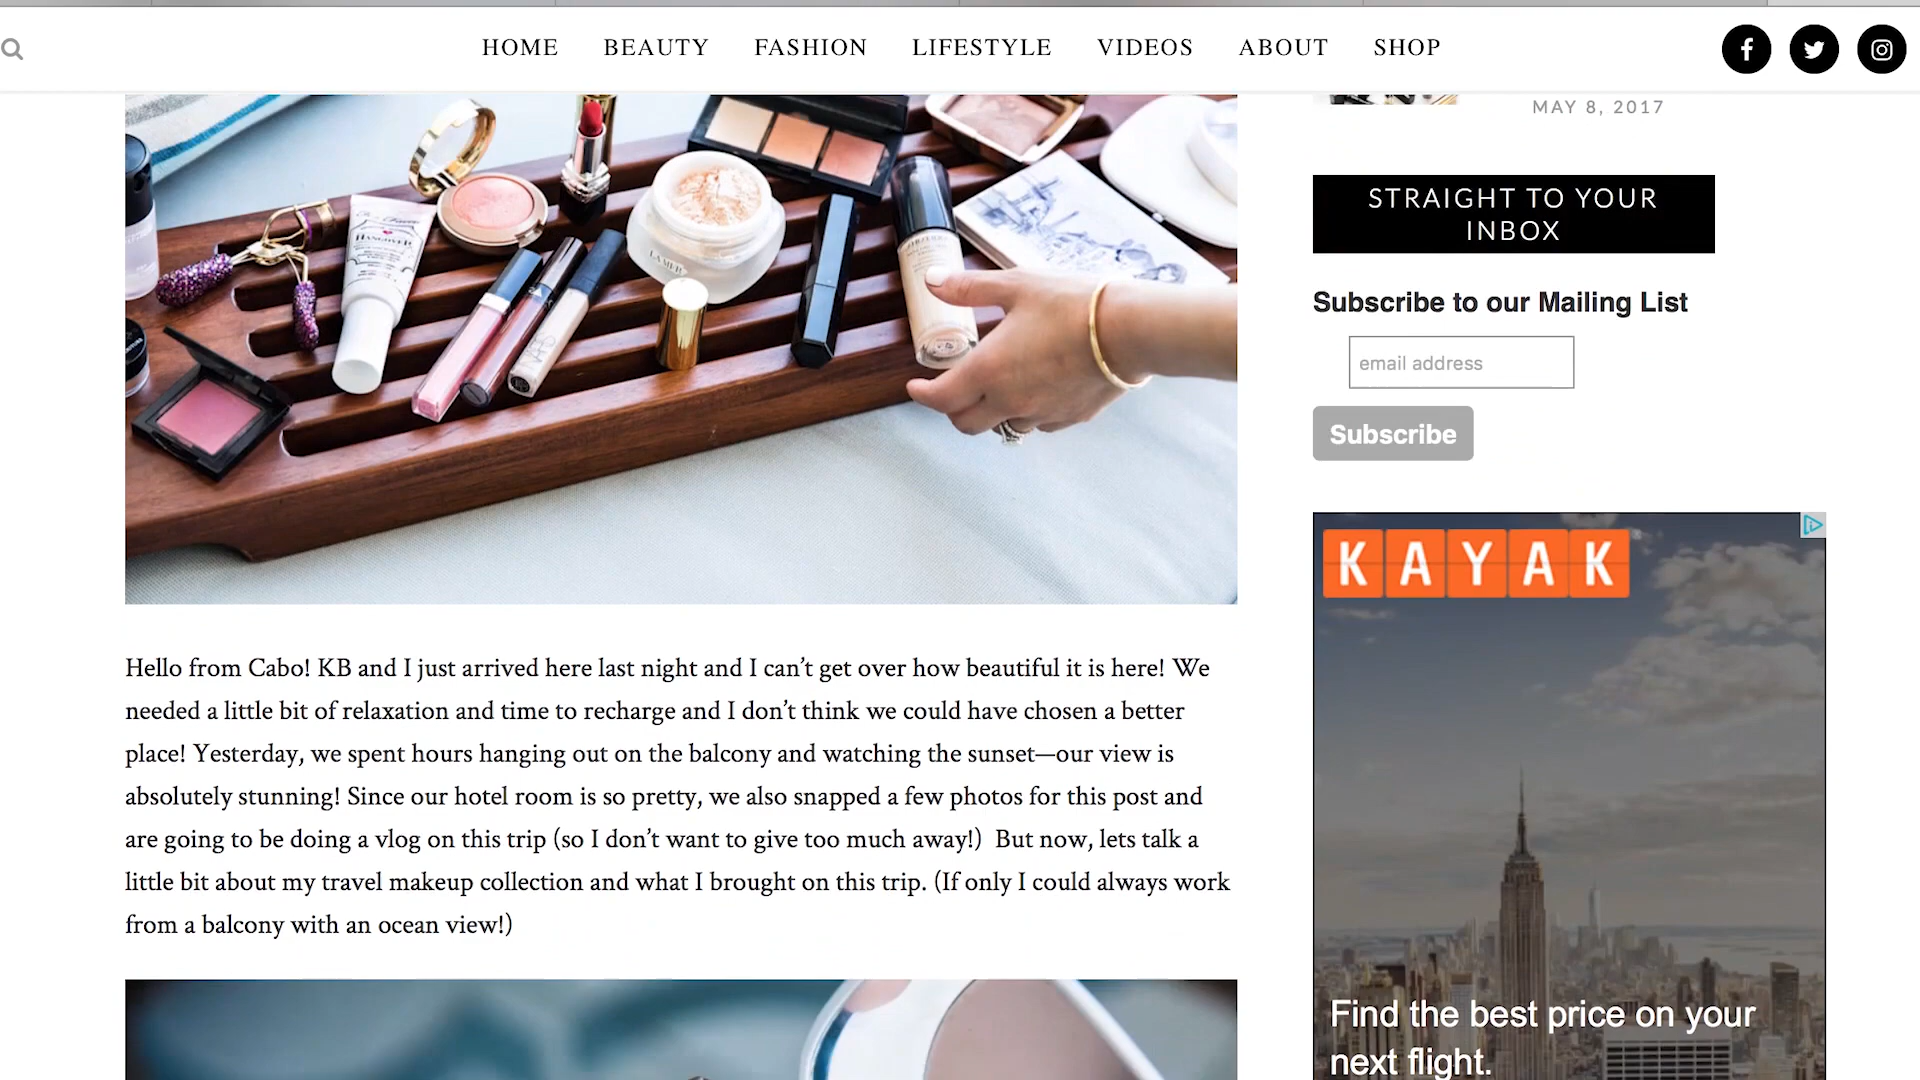 HOME BEAUTY FASHION LIFESTYLE VIDEOS ABOUT SHOP
HANGOVER
LA MER
NARS
SHISEIDO
Hello from Cabo! KB and I just arrived here last night and I can’t get over how beautiful it is here! We
needed a little bit of relaxation and time to recharge and I don’t think we could have chosen a better
place! Yesterday, we spent hours hanging out on the balcony and watching the sunset—our view is
absolutely stunning! Since our hotel room is so pretty, we also snapped a few photos for this post and
are going to be doing a vlog on this trip (so I don’t want to give too much away!)  But now, lets talk a
little bit about my travel makeup collection and what I brought on this trip. (If only I could always work
from a balcony with an ocean view!)
MAY 8, 2017
STRAIGHT TO YOUR
INBOX
Subscribe to our Mailing List
email address
Subscribe
KAYAK
Find the best price on your
next flight.